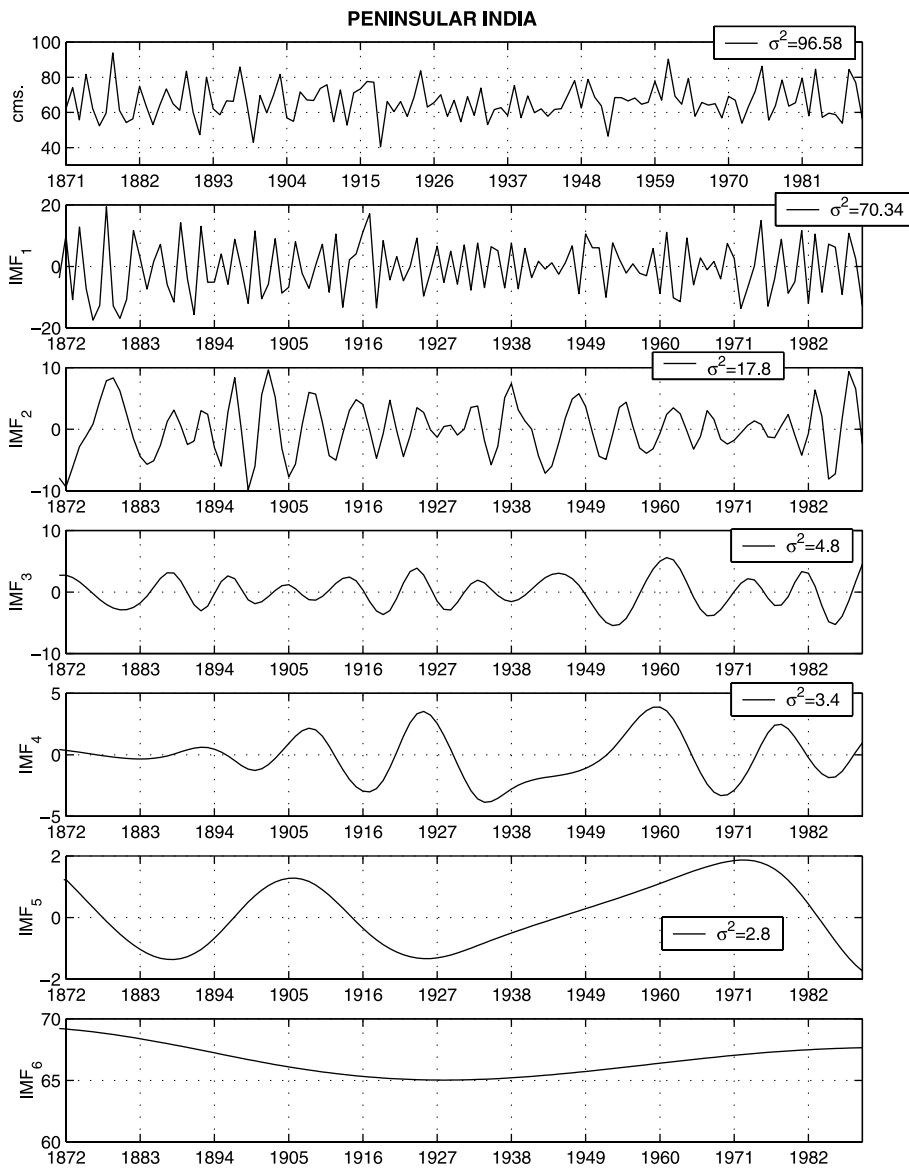 PENINSULAR INDIA
σ²=96.58
100
80
60
40
cms.
1871 1882 1893 1904 1915 1926 1937 1948 1959 1970 1981
σ²=70.34
20
0
−20
IMF₁
1872 1883 1894 1905 1916 1927 1938 1949 1960 1971 1982
σ²=17.8
10
0
−10
IMF₂
1872 1883 1894 1905 1916 1927 1938 1949 1960 1971 1982
σ²=4.8
10
0
−10
IMF₃
1872 1883 1894 1905 1916 1927 1938 1949 1960 1971 1982
σ²=3.4
5
0
−5
IMF₄
1872 1883 1894 1905 1916 1927 1938 1949 1960 1971 1982
2
0
−2
IMF₅
σ²=2.8
1872 1883 1894 1905 1916 1927 1938 1949 1960 1971 1982
70
65
60
IMF₆
1872 1883 1894 1905 1916 1927 1938 1949 1960 1971 1982